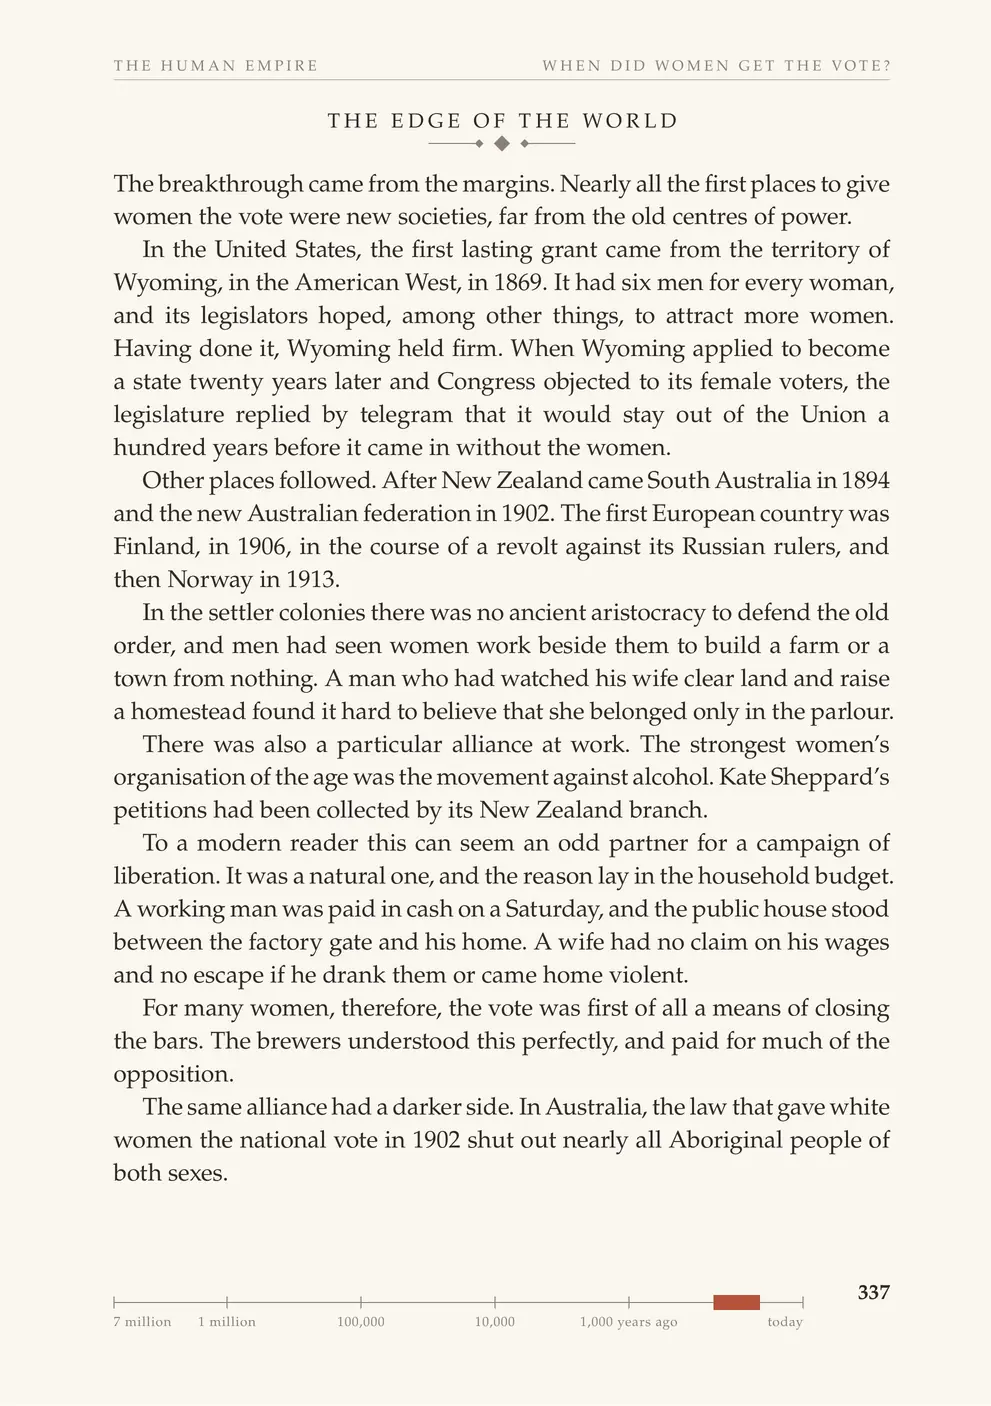 THE HUMAN EMPIRE WHEN DID WOMEN GET THE VOTE?
THE EDGE OF THE WORLD
The breakthrough came from the margins. Nearly all the first places to give
women the vote were new societies, far from the old centres of power.
In the United States, the first lasting grant came from the territory of
Wyoming, in the American West, in 1869. It had six men for every woman,
and its legislators hoped, among other things, to attract more women.
Having done it, Wyoming held firm. When Wyoming applied to become
a state twenty years later and Congress objected to its female voters, the
legislature replied by telegram that it would stay out of the Union a
hundred years before it came in without the women.
Other places followed. After New Zealand came South Australia in 1894
and the new Australian federation in 1902. The first European country was
Finland, in 1906, in the course of a revolt against its Russian rulers, and
then Norway in 1913.
In the settler colonies there was no ancient aristocracy to defend the old
order, and men had seen women work beside them to build a farm or a
town from nothing. A man who had watched his wife clear land and raise
a homestead found it hard to believe that she belonged only in the parlour.
There was also a particular alliance at work. The strongest women’s
organisation of the age was the movement against alcohol. Kate Sheppard’s
petitions had been collected by its New Zealand branch.
To a modern reader this can seem an odd partner for a campaign of
liberation. It was a natural one, and the reason lay in the household budget.
A working man was paid in cash on a Saturday, and the public house stood
between the factory gate and his home. A wife had no claim on his wages
and no escape if he drank them or came home violent.
For many women, therefore, the vote was first of all a means of closing
the bars. The brewers understood this perfectly, and paid for much of the
opposition.
The same alliance had a darker side. In Australia, the law that gave white
women the national vote in 1902 shut out nearly all Aboriginal people of
both sexes.
337
7 million 1 million 100,000 10,000 1,000 years ago today